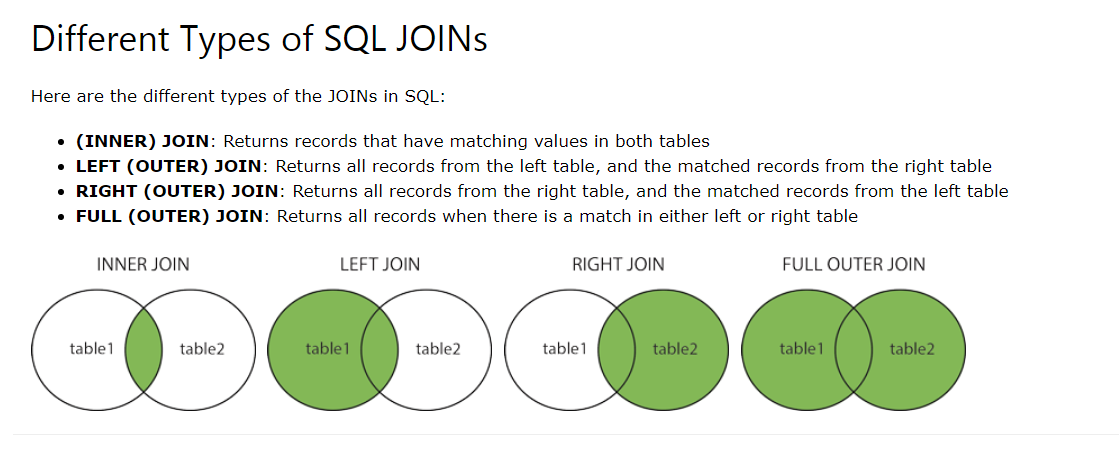 Different Types of SQL JOINs
Here are the different types of the JOINs in SQL:
• (INNER) JOIN: Returns records that have matching values in both tables
• LEFT (OUTER) JOIN: Returns all records from the left table, and the matched records from the right table
• RIGHT (OUTER) JOIN: Returns all records from the right table, and the matched records from the left table
• FULL (OUTER) JOIN: Returns all records when there is a match in either left or right table
INNER JOIN
table1
table2
LEFT JOIN
table1
table2
RIGHT JOIN
table1
table2
FULL OUTER JOIN
table1
table2